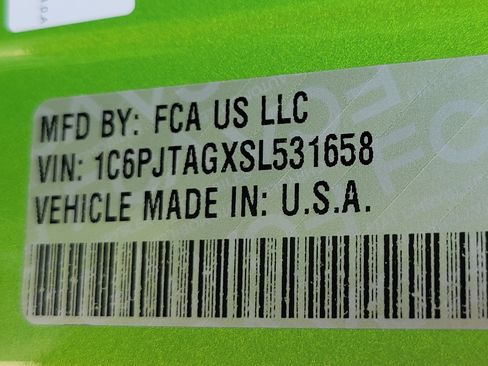 MFD BY: FCA US LLC
VIN: 1C6PJTAGXSL531658
VEHICLE MADE IN: U.S.A.